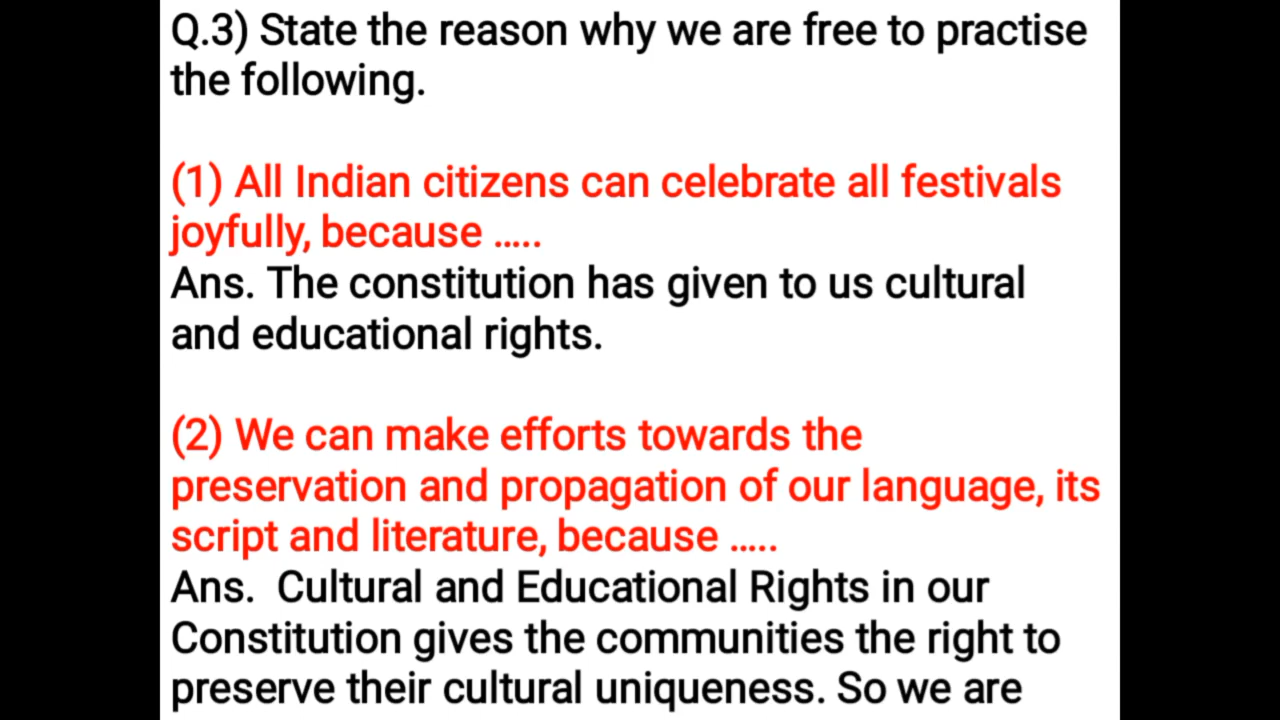 Q.3) State the reason why we are free to practise
the following.
(1) All Indian citizens can celebrate all festivals
joyfully, because .....
Ans. The constitution has given to us cultural
and educational rights.
(2) We can make efforts towards the
preservation and propagation of our language, its
script and literature, because .....
Ans.  Cultural and Educational Rights in our
Constitution gives the communities the right to
preserve their cultural uniqueness. So we are